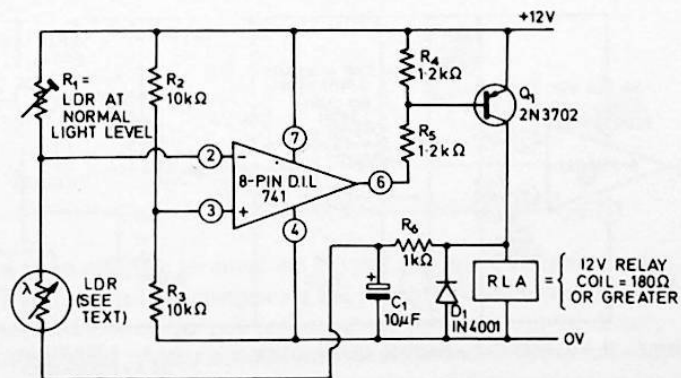 +12V
R1 =
LDR AT
NORMAL
LIGHT LEVEL
R2
10kΩ
R4
1·2kΩ
Q1
2N3702
7
R5
1·2kΩ
2
−
8-PIN D.I.L
741
6
3
+
4
R6
1kΩ
λ
LDR
(SEE
TEXT)
R3
10kΩ
+
C1
10μF
D1
IN4001
RLA
=
12V RELAY
COIL = 180Ω
OR GREATER
0V